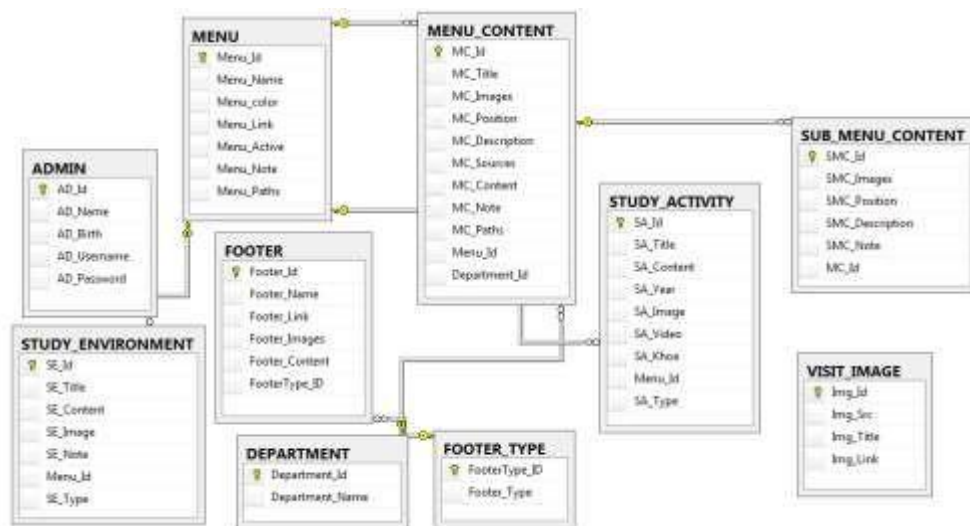 MENU
Menu_Id
Menu_Name
Menu_color
Menu_Link
Menu_Active
Menu_Note
Menu_Paths
MENU_CONTENT
MC_Id
MC_Title
MC_Images
MC_Position
MC_Description
MC_Sources
MC_Content
MC_Note
MC_Paths
Menu_Id
Department_Id
SUB_MENU_CONTENT
SMC_Id
SMC_Images
SMC_Position
SMC_Description
SMC_Note
MC_Id
ADMIN
AD_Id
AD_Name
AD_Birth
AD_Username
AD_Password
STUDY_ACTIVITY
SA_Id
SA_Title
SA_Content
SA_Year
SA_Image
SA_Video
SA_Khoa
Menu_Id
SA_Type
FOOTER
Footer_Id
Footer_Name
Footer_Link
Footer_Images
Footer_Content
FooterType_ID
STUDY_ENVIRONMENT
SE_Id
SE_Title
SE_Content
SE_Image
SE_Note
Menu_Id
SE_Type
VISIT_IMAGE
Img_Id
Img_Src
Img_Title
Img_Link
DEPARTMENT
Department_Id
Department_Name
FOOTER_TYPE
FooterType_ID
Footer_Type